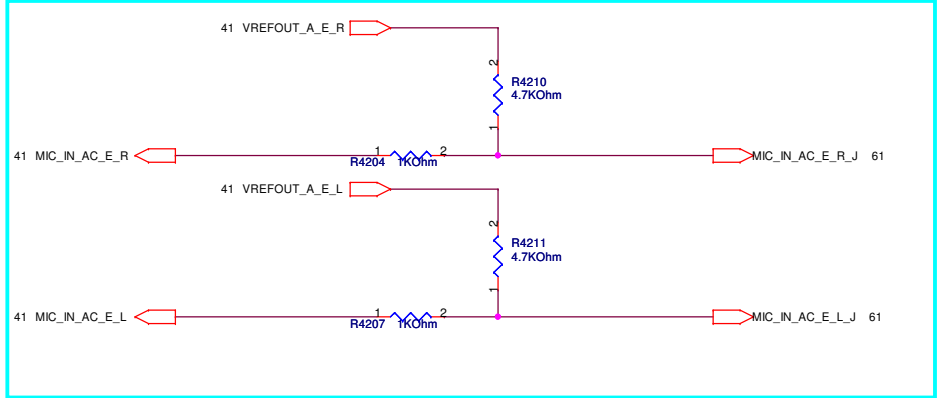 41 VREFOUT_A_E_R
2
R4210
4.7KOhm
1
41 MIC_IN_AC_E_R
1
2
R4204 1KOhm
MIC_IN_AC_E_R_J 61
41 VREFOUT_A_E_L
2
R4211
4.7KOhm
1
41 MIC_IN_AC_E_L
1
2
R4207 1KOhm
MIC_IN_AC_E_L_J 61